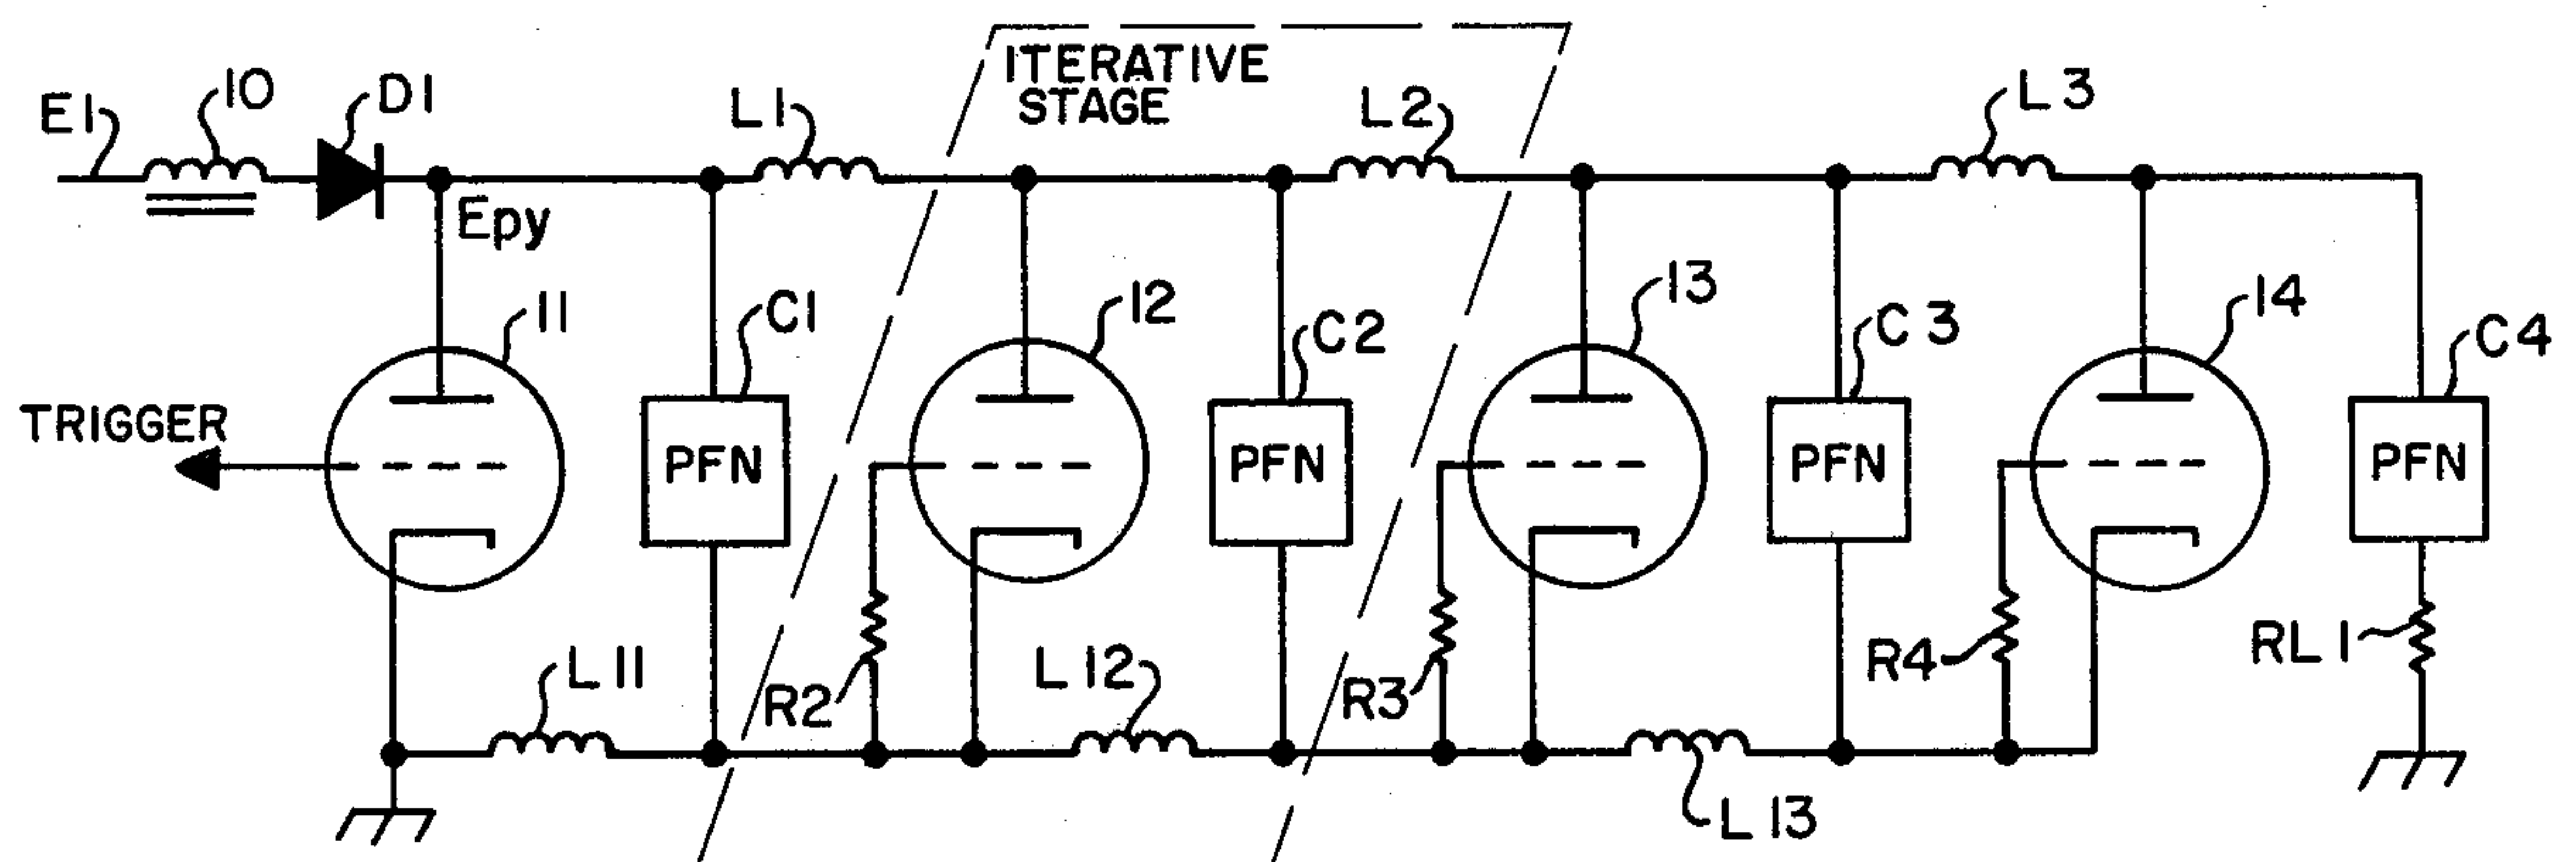 ITERATIVE
STAGE
E1
10
D1
L1
L2
L3
Epy
11
C1
12
C2
13
C3
14
C4
TRIGGER
PFN
PFN
PFN
PFN
L11
R2
L12
R3
R4
RL1
L13